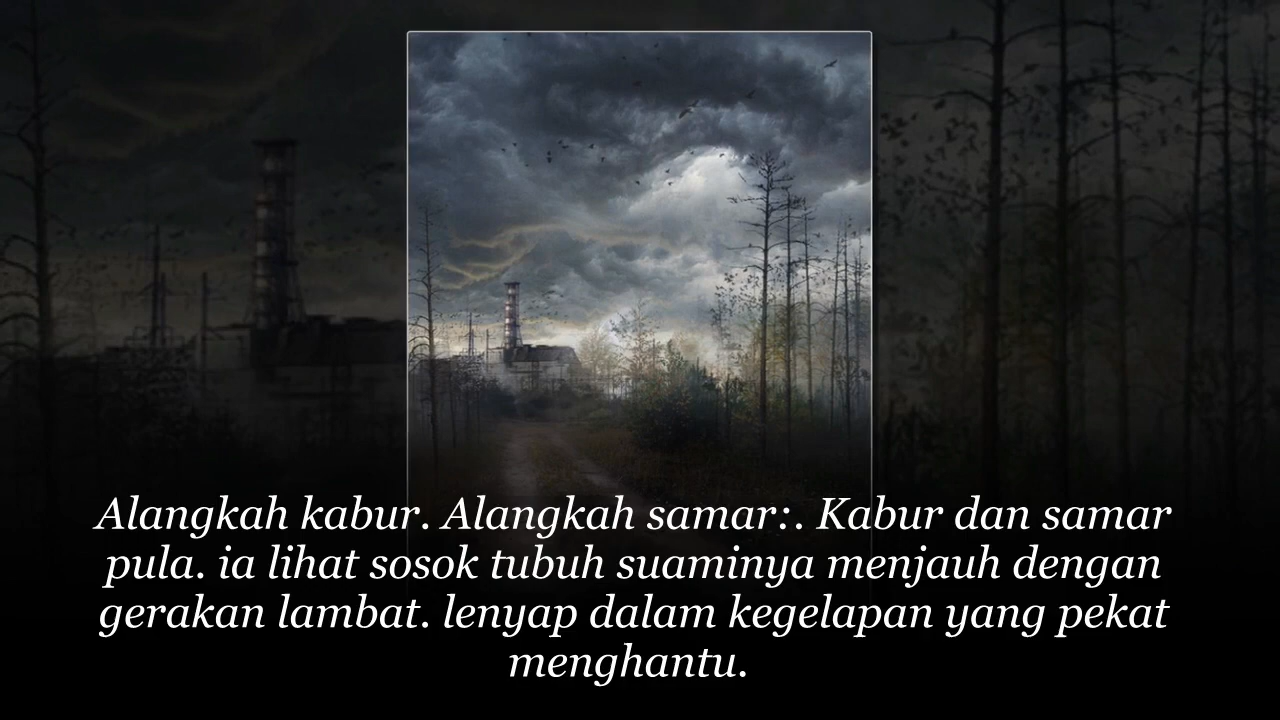 Alangkah kabur. Alangkah samar:. Kabur dan samar
pula. ia lihat sosok tubuh suaminya menjauh dengan
gerakan lambat. lenyap dalam kegelapan yang pekat
menghantu.